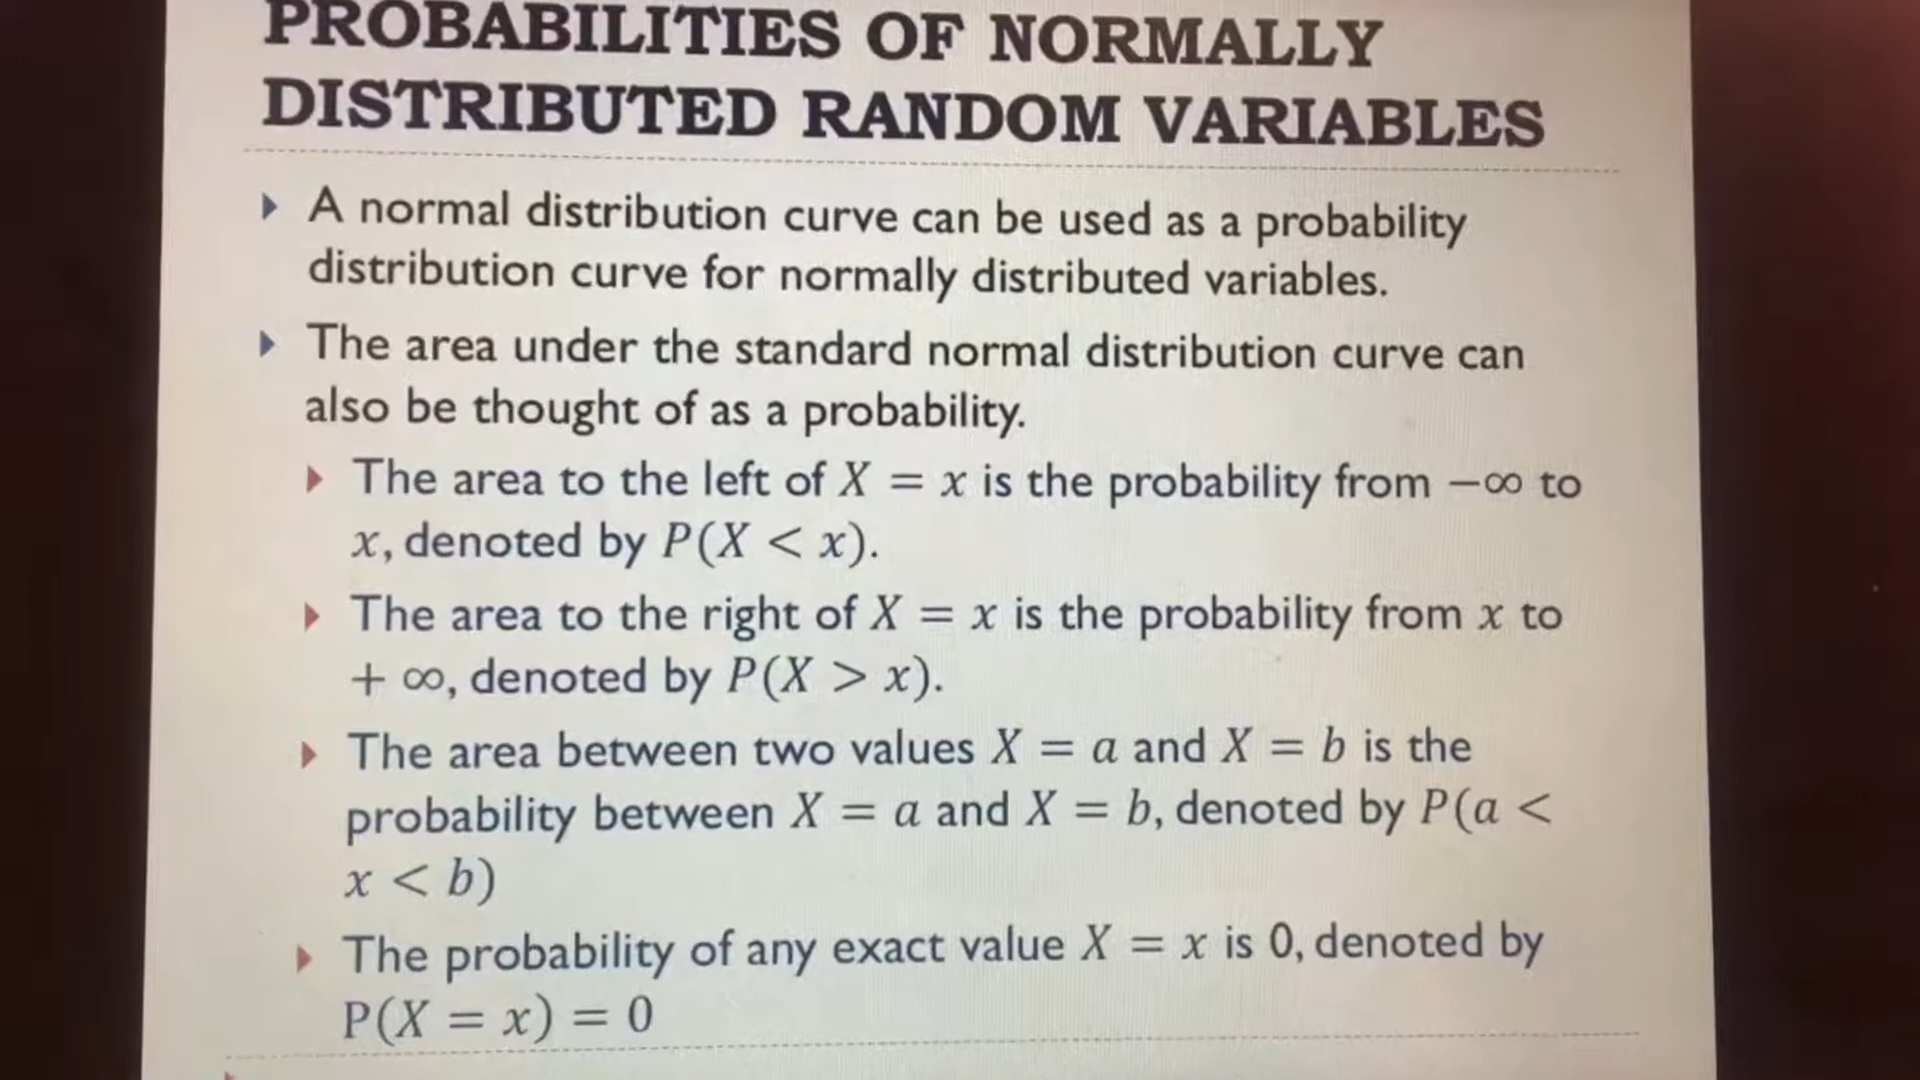 PROBABILITIES OF NORMALLY
DISTRIBUTED RANDOM VARIABLES
A normal distribution curve can be used as a probability
distribution curve for normally distributed variables.
The area under the standard normal distribution curve can
also be thought of as a probability.
The area to the left of X = x is the probability from −∞ to
x, denoted by P(X < x).
The area to the right of X = x is the probability from x to
+ ∞, denoted by P(X > x).
The area between two values X = a and X = b is the
probability between X = a and X = b, denoted by P(a <
x < b)
The probability of any exact value X = x is 0, denoted by
P(X = x) = 0